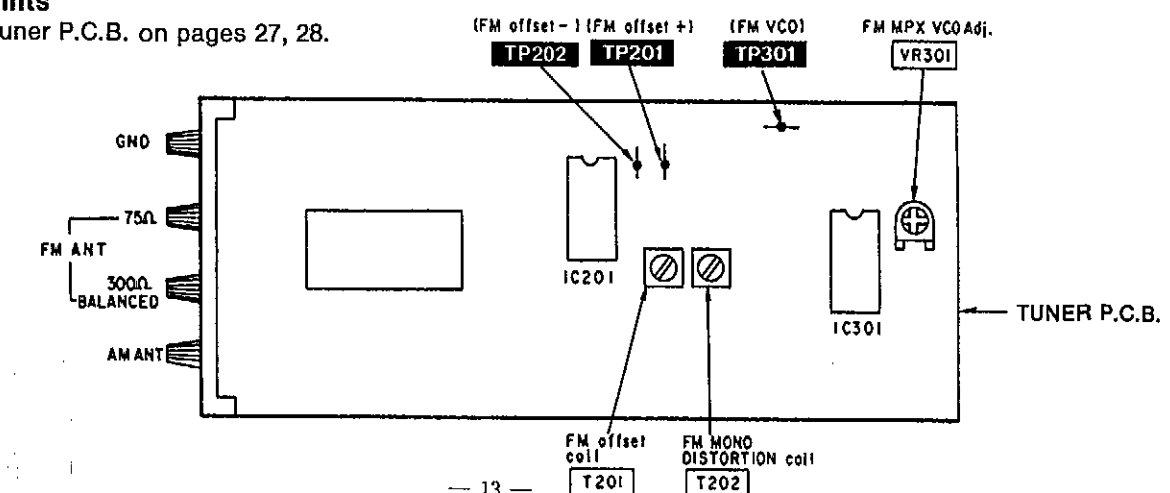 uner P.C.B. on pages 27, 28.
(FM offset-) (FM offset +) (FM VCO) FM MPX VCO Adj.
TP202 TP201 TP301 VR301
GND
75Ω
FM ANT
300Ω
BALANCED
AM ANT
IC201
IC301
TUNER P.C.B.
FM offset
coil
T201
FM MONO
DISTORTION coil
T202
— 13 —